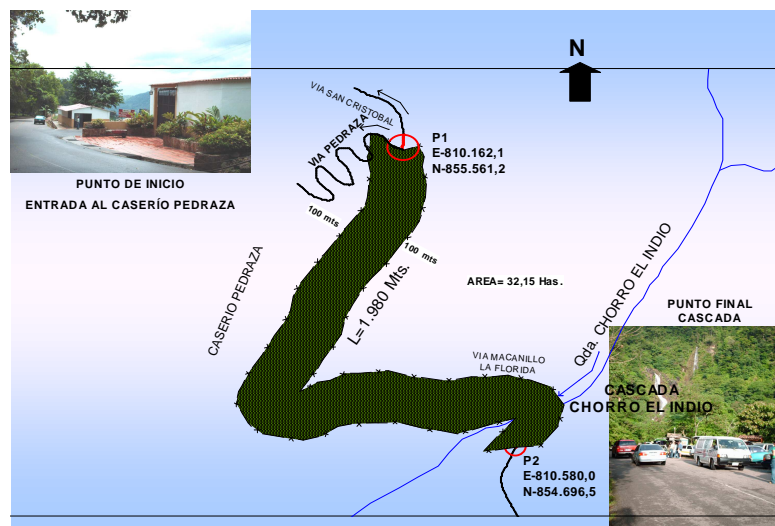 N
VIA SAN CRISTOBAL
VIA PEDRAZA
P1
E-810.162,1
N-855.561,2
PUNTO DE INICIO
ENTRADA AL CASERÍO PEDRAZA
100 mts
100 mts
CASERIO PEDRAZA
L=1.980 Mts.
AREA= 32,15 Has.
Qda. CHORRO EL INDIO
PUNTO FINAL
CASCADA
VIA MACANILLO
LA FLORIDA
CASCADA
CHORRO EL INDIO
P2
E-810.580,0
N-854.696,5